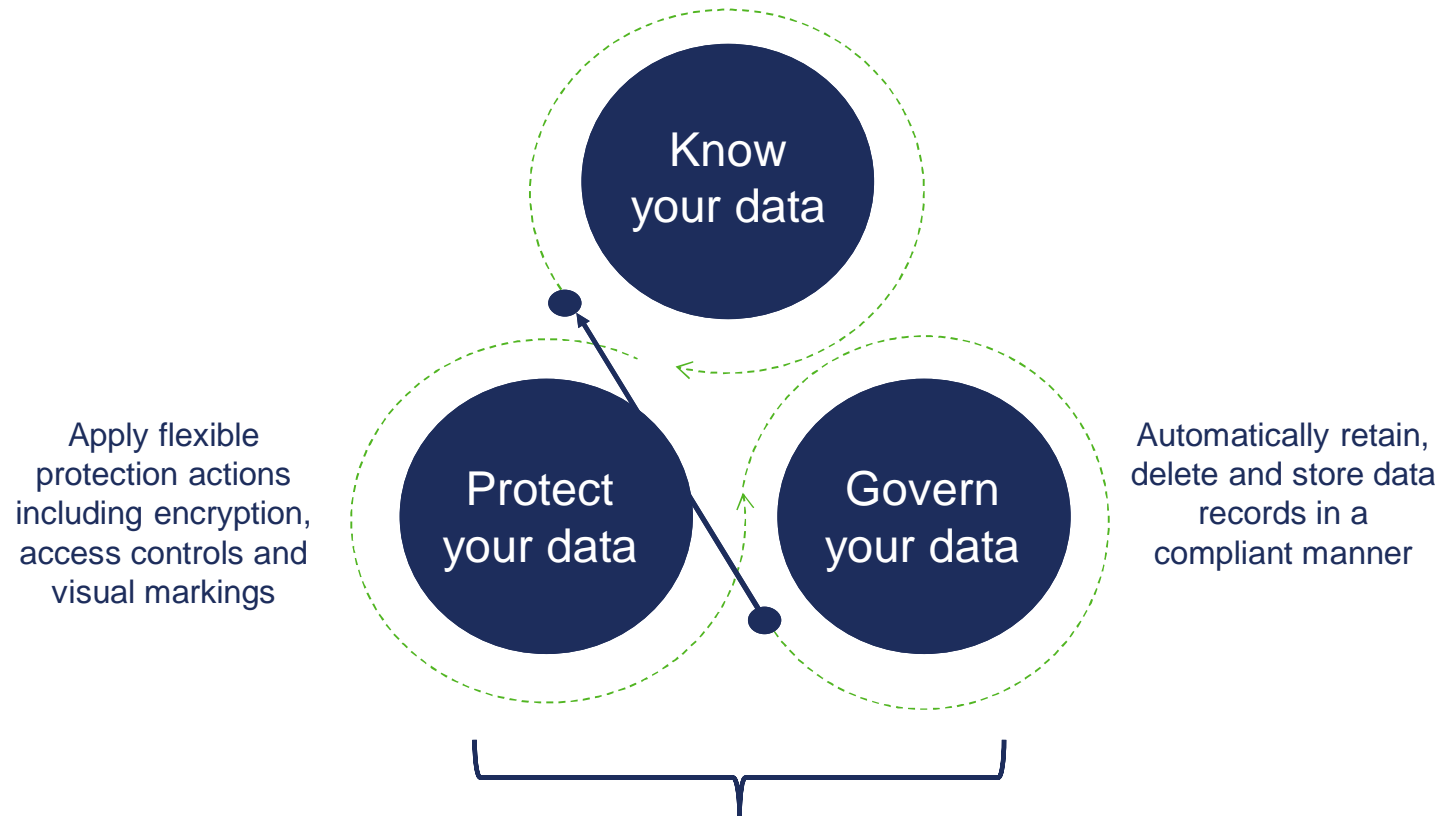 Know
your data
Apply flexible
protection actions
including encryption,
access controls and
visual markings
Protect
your data
Govern
your data
Automatically retain,
delete and store data
records in a
compliant manner